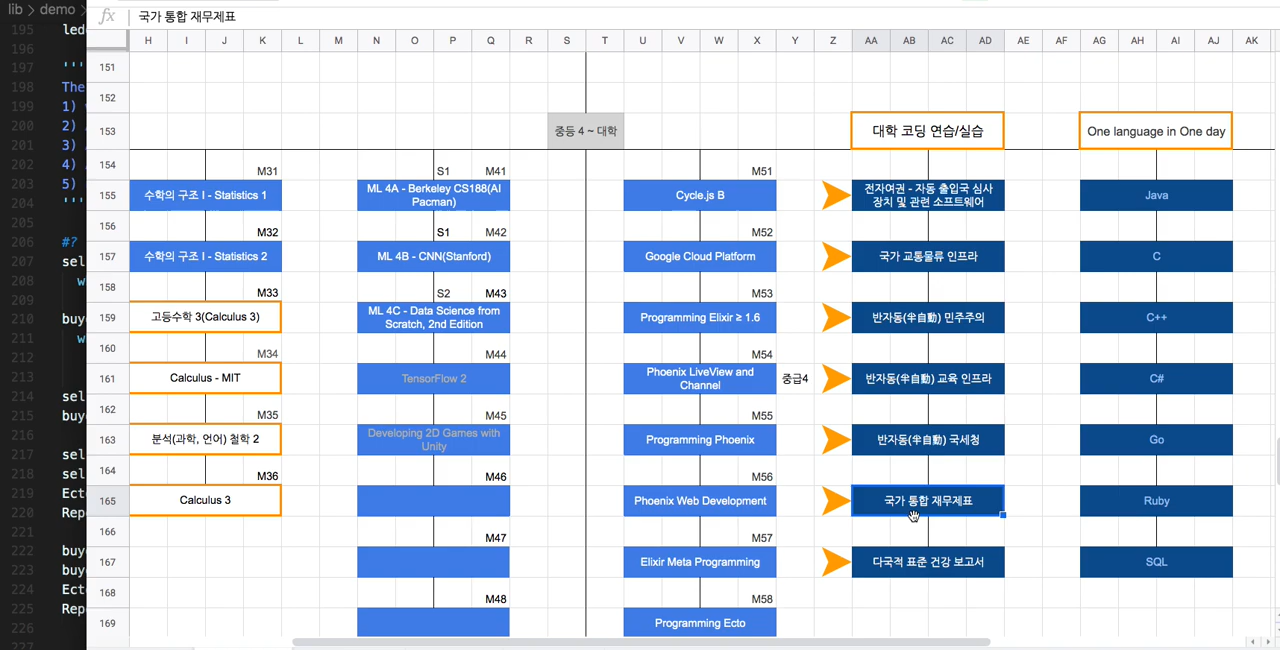 lib > demo
fx 국가 통합 재무제표
H I J K L M N O P Q R S T U V W X Y Z AA AB AC AD AE AF AG AH AI AJ AK
195 led
196
197 '''
198 The
199 1)
200 2)
201 3)
202 4)
203 5)
204 '''
205
206 #?
207 sel
208 w
209
210 buy
211 w
212
213
214 sel
215 buy
216
217 sel
218 sel
219 Ect
220 Rep
221
222 buy
223 buy
224 Ect
225 Rep
226
227
151
152
153 중등 4 ~ 대학 대학 코딩 연습/실습 One language in One day
154 M31 S1 M41 M51
155 수학의 구조 I - Statistics 1
ML 4A - Berkeley CS188(AI
Pacman)
Cycle.js B
전자여권 - 자동 출입국 심사
장치 및 관련 소프트웨어
Java
156 M32 S1 M42 M52
157 수학의 구조 I - Statistics 2 ML 4B - CNN(Stanford) Google Cloud Platform 국가 교통물류 인프라 C
158 M33 S2 M43 M53
159 고등수학 3(Calculus 3)
ML 4C - Data Science from
Scratch, 2nd Edition
Programming Elixir ≥ 1.6 반자동(半自動) 민주주의 C++
160 M34 M44 M54
161 Calculus - MIT TensorFlow 2
Phoenix LiveView and
Channel
중급4 반자동(半自動) 교육 인프라 C#
162 M35 M45 M55
163 분석(과학, 언어) 철학 2
Developing 2D Games with
Unity
Programming Phoenix 반자동(半自動) 국세청 Go
164 M36 M46 M56
165 Calculus 3 Phoenix Web Development 국가 통합 재무제표 Ruby
166 M47 M57
167 Elixir Meta Programming 다국적 표준 건강 보고서 SQL
168 M48 M58
169 Programming Ecto